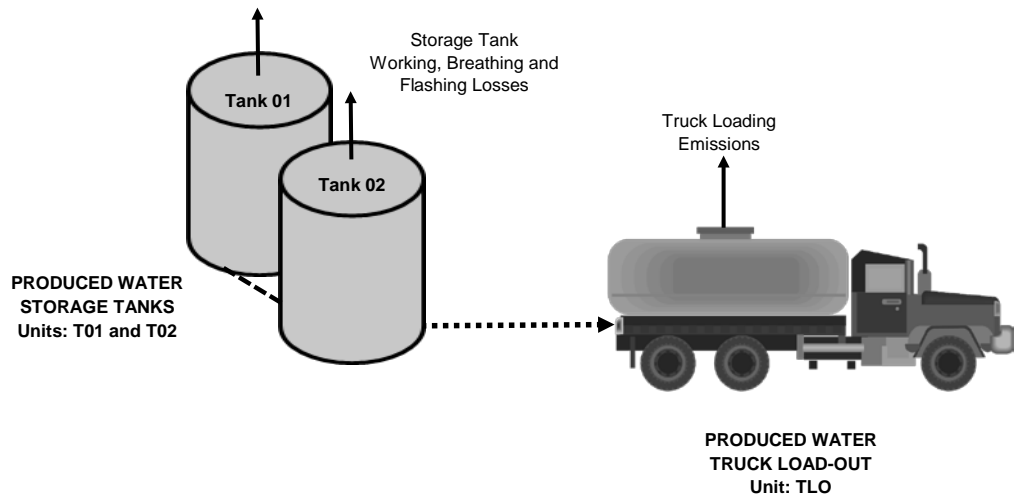 Storage Tank
Working, Breathing and
Flashing Losses
Tank 01
Tank 02
Truck Loading
Emissions
PRODUCED WATER
STORAGE TANKS
Units: T01 and T02
PRODUCED WATER
TRUCK LOAD-OUT
Unit: TLO